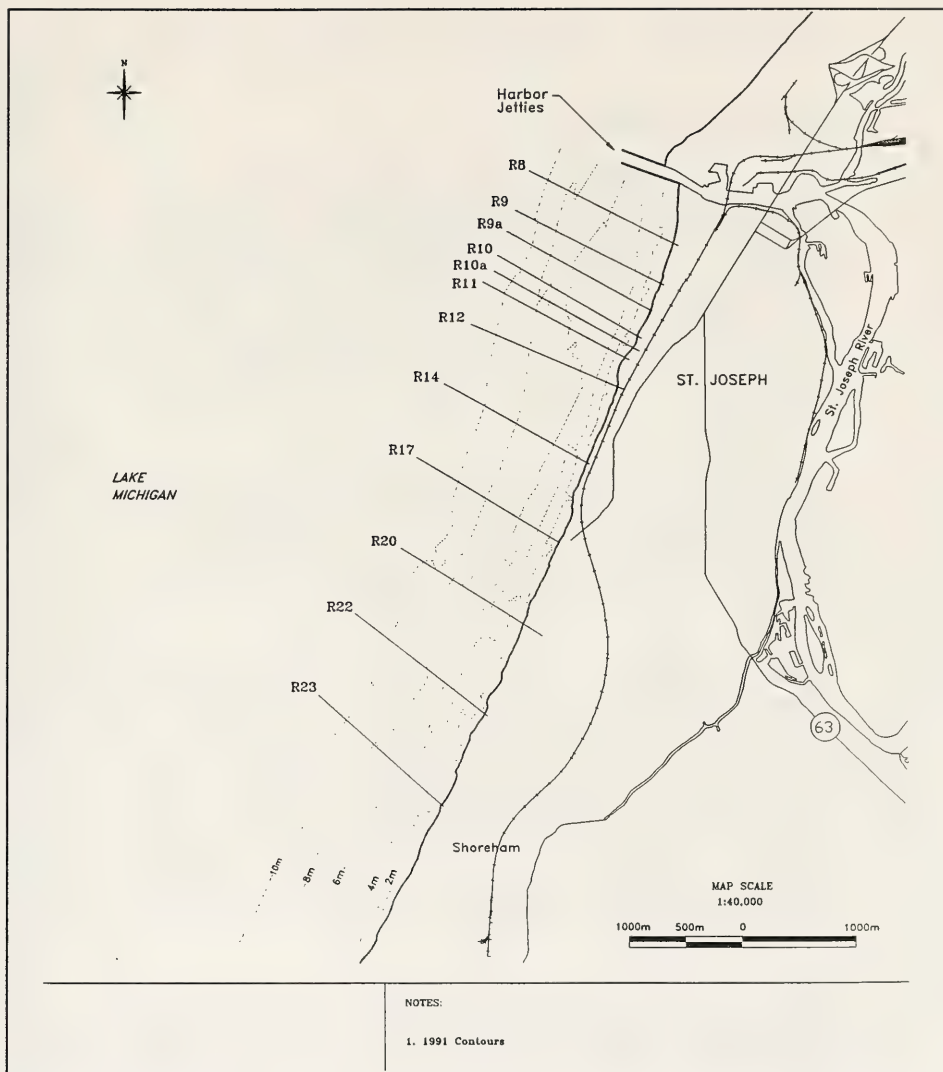 N
Harbor
Jetties
R8
R9
R9a
R10
R10a
R11
R12
R14
R17
R20
R22
R23
ST. JOSEPH
St. Joseph River
LAKE
MICHIGAN
63
Shoreham
10m
8m
6m
4m
2m
MAP SCALE
1:40,000
1000m 500m 0 1000m
NOTES:
1. 1991 Contours